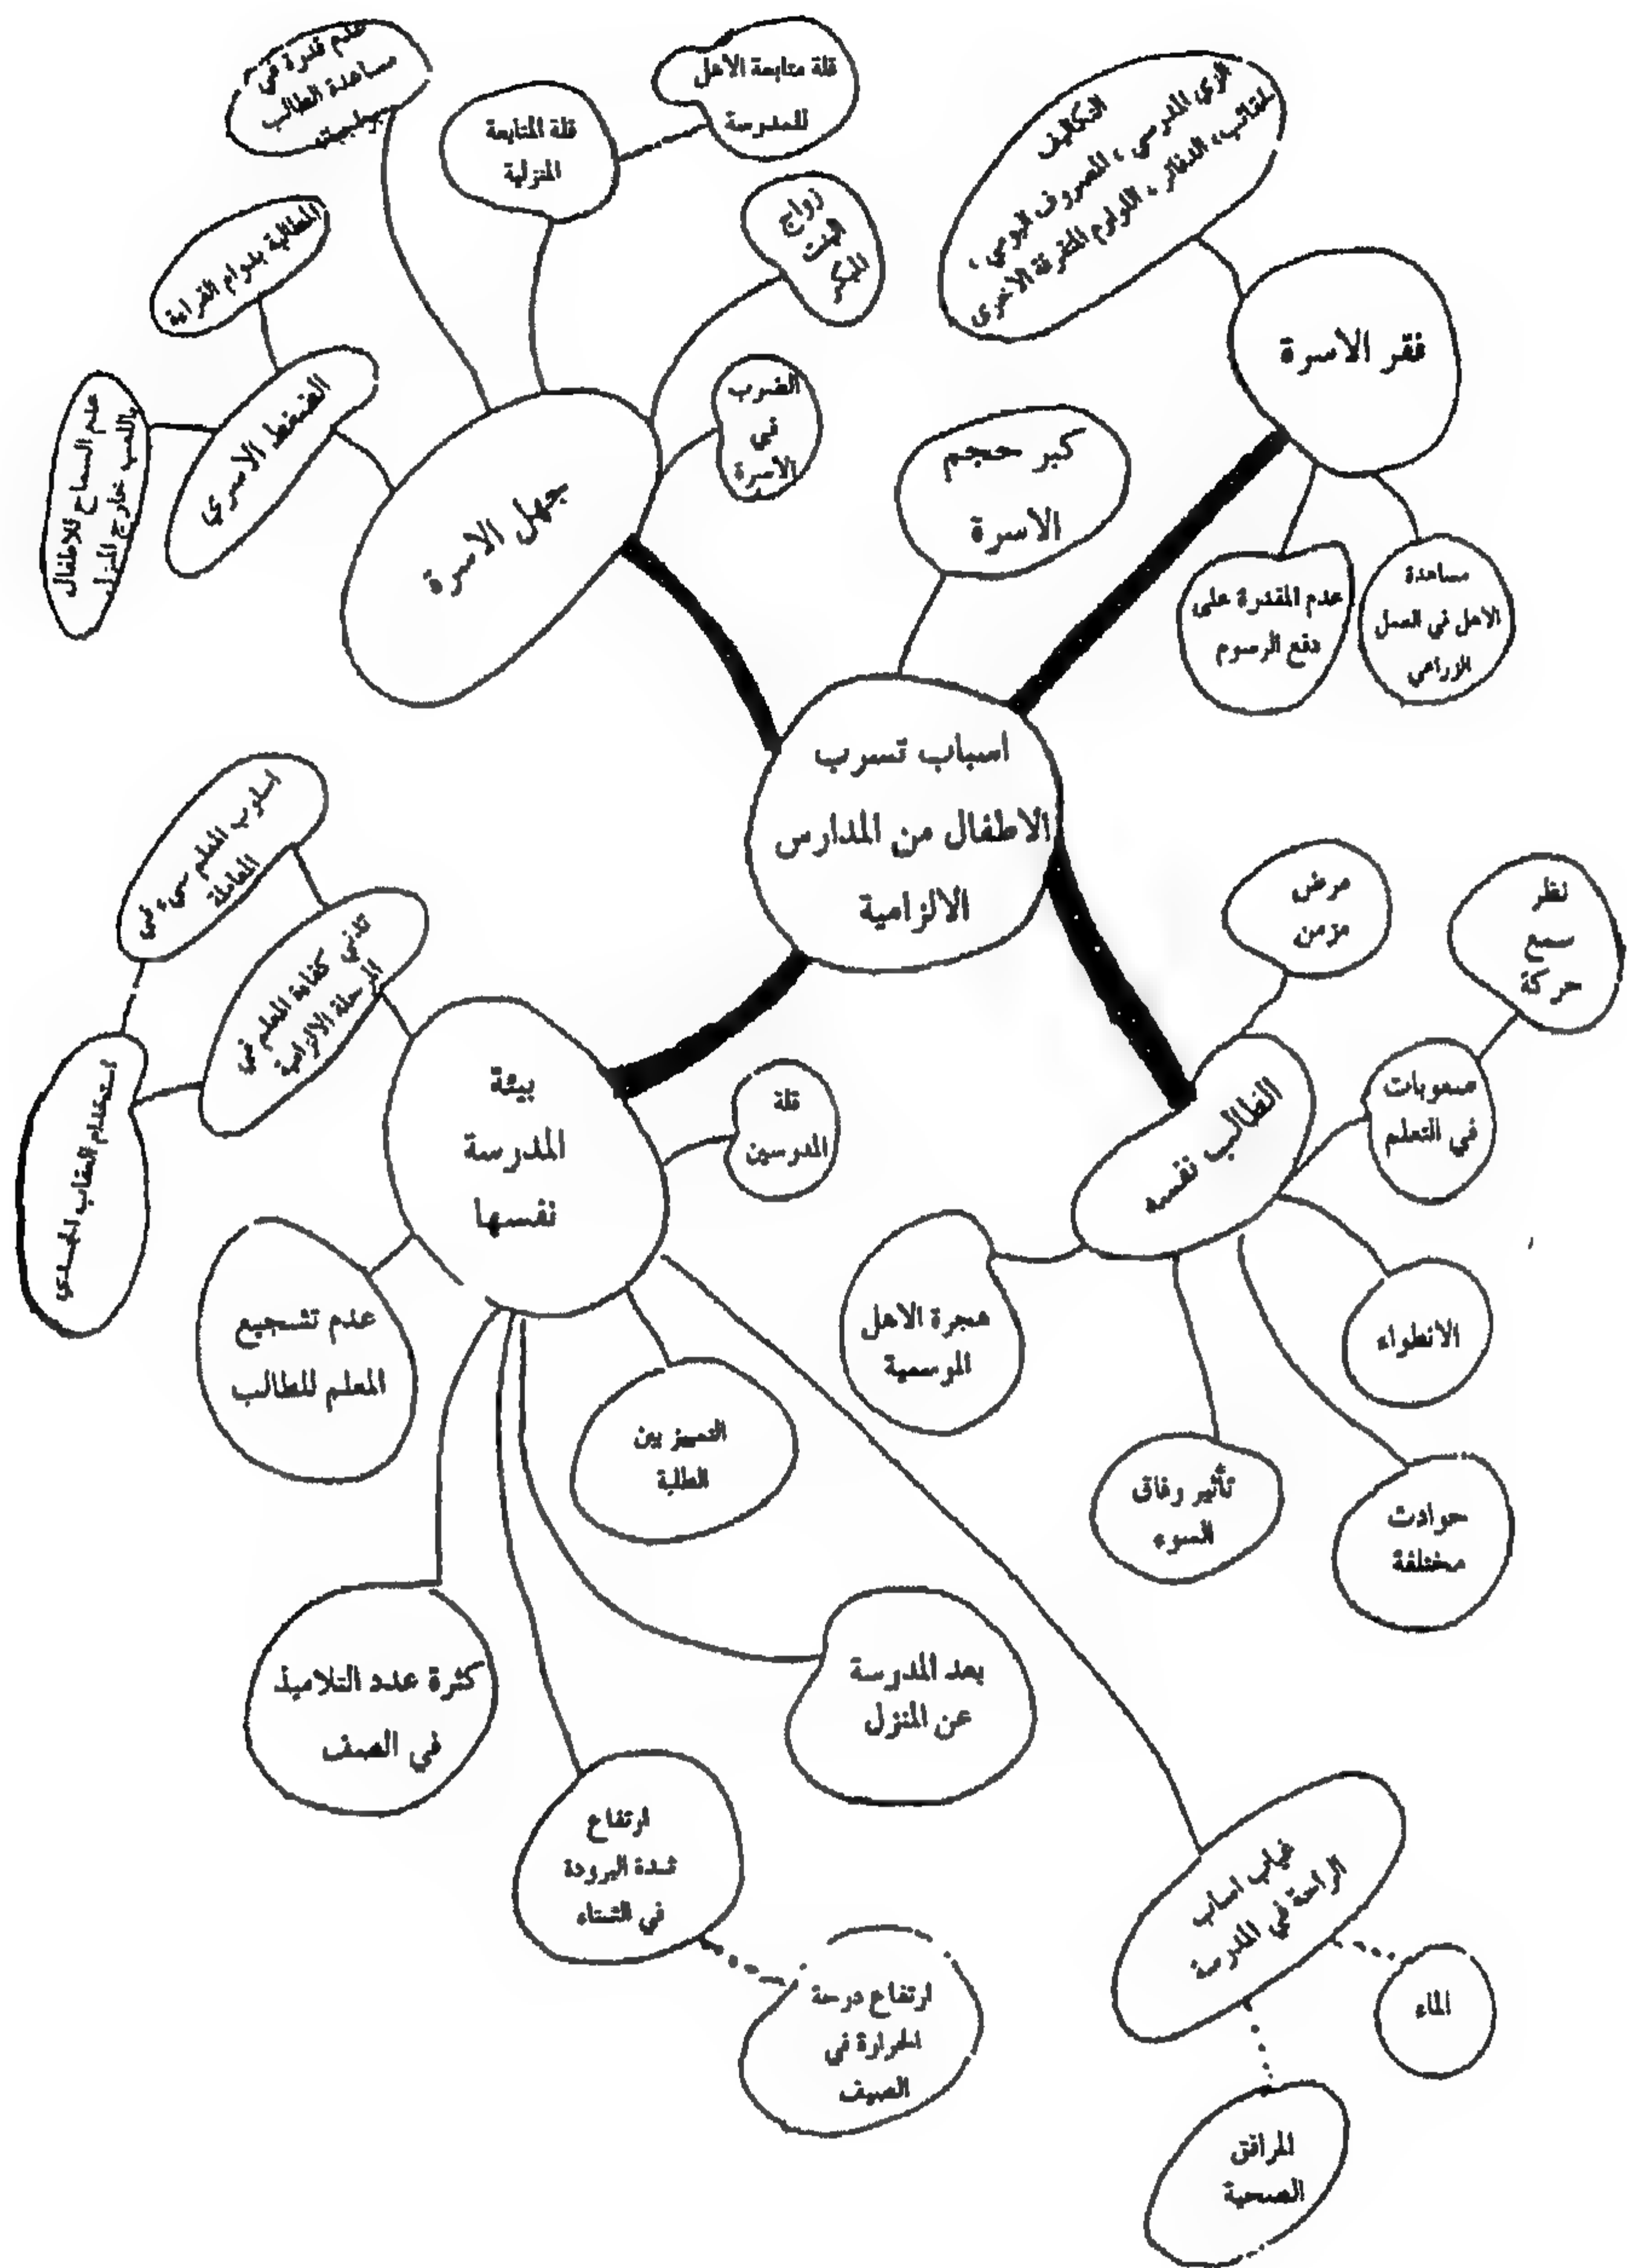 اسباب تسرب
الاطفال من المدارس
الالزامية
فقر الاسرة
التكاليف
الزي المدرسي ، المصروف اليومي ،
الدفاتر ، اللوازم المتفرقة الاخرى
عدم المقدرة على
دفع الرسوم
مساعدة
الاهل في العمل
الزراعي
كبر حجم
الاسرة
جهل الاسرة
الضرب
في
الأسرة
زواج
قلة المتابعة
المنزلية
قلة متابعة الاهل
للمدرسة
عدم قدرة في
مساعدة الطالب
الضغط الاسري
المطالبة بدوام القراءة
عدم السماح للاطفال
باللعب خارج المنزل
الطالب نفسه
مرض
مزمن
صعوبات
في التعلم
نظر
سمع
حركة
الانطواء
حوادث
مختلفة
تأثير رفاق
السوء
هجرة الاهل
الموسمية
بيئة
المدرسة
نفسها
قلة
المدرسين
تدني كفاءة المعلم في
المرحلة الالزامية
اسلوب المعلم سيء في
المعاملة
استخدام العقاب الجسدي
عدم تشجيع
المعلم للطالب
التمييز بين
الطلبة
كثرة عدد التلاميذ
في الصف
ارتفاع
شدة البرودة
في الشتاء
ارتفاع درجة
الحرارة في
الصيف
بعد المدرسة
عن المنزل
غياب اسباب
الراحة في المدرسة
الماء
المرافق
الصحية